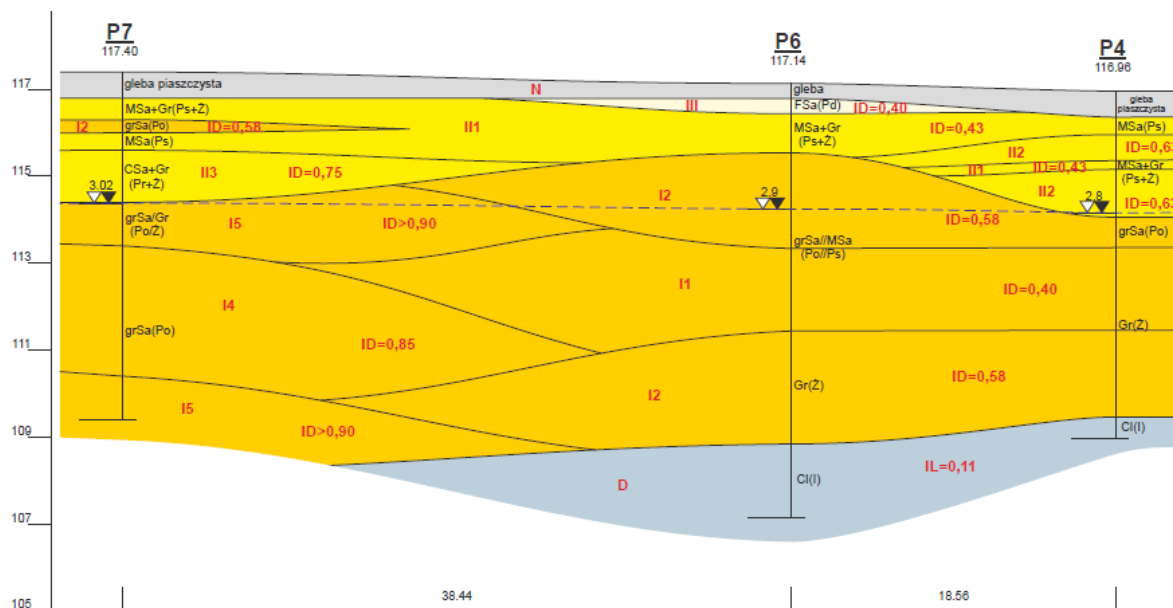 P7
117.40
P6
117.14
P4
116.96
117
gleba piaszczysta
N
gleba
gleba
piaszczysta
MSa+Gr(Ps+Ż)
III
FSa(Pd)
ID=0,40
I2
grSa(Po)
ID=0,58
II1
MSa+Gr
(Ps+Ż)
ID=0,43
MSa(Ps)
MSa(Ps)
II2
ID=0,63
115
CSa+Gr
(Pr+Ż)
II3
ID=0,75
II1
ID=0,43
MSa+Gr
(Ps+Ż)
I2
II2
3.02
2.9
2.8
ID=0,63
grSa/Gr
(Po/Ż)
I5
ID>0,90
ID=0,58
grSa(Po)
113
grSa//MSa
(Po//Ps)
I1
ID=0,40
I4
111
grSa(Po)
ID=0,85
Gr(Ż)
I2
Gr(Ż)
ID=0,58
109
I5
ID>0,90
Cl(I)
D
Cl(I)
IL=0,11
107
105
38.44
18.56